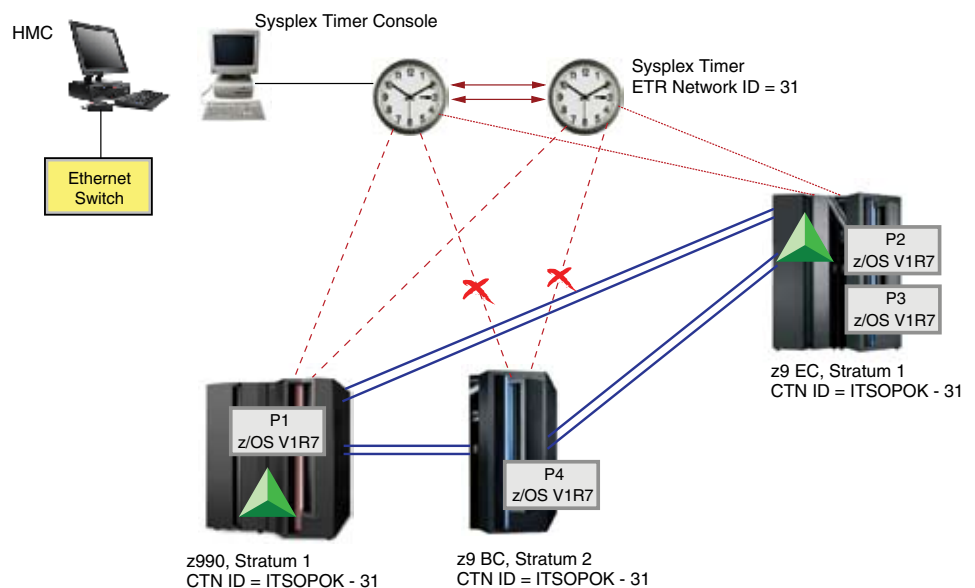 HMC
Sysplex Timer Console
Sysplex Timer
ETR Network ID = 31
Ethernet
Switch
P2
z/OS V1R7
P3
z/OS V1R7
z9 EC, Stratum 1
CTN ID = ITSOPOK - 31
P1
z/OS V1R7
P4
z/OS V1R7
z990, Stratum 1
CTN ID = ITSOPOK - 31
z9 BC, Stratum 2
CTN ID = ITSOPOK - 31